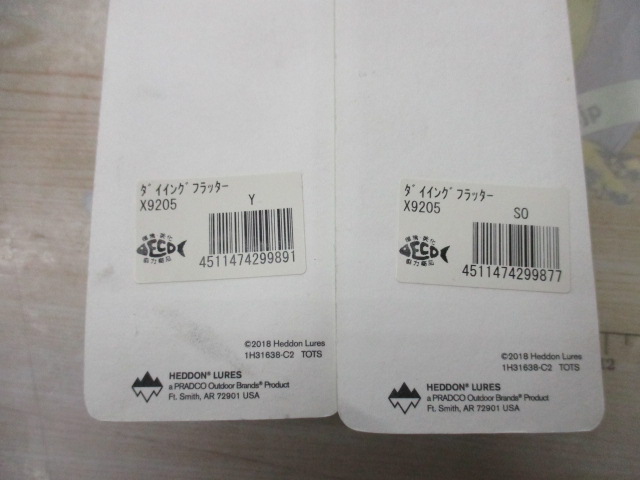 ﾀﾞｲｲﾝｸﾞﾌﾗｯﾀｰ
X9205 Y
ECO
4511474299891
©2018 Heddon Lures
1H31638-C2 TOTS
HEDDON® LURES
a PRADCO Outdoor Brands® Product
Ft. Smith, AR 72901 USA
ﾀﾞｲｲﾝｸﾞﾌﾗｯﾀｰ
X9205 SO
ECO
4511474299877
©2018 Heddon Lures
1H31638-C2 TOTS
HEDDON® LURES
a PRADCO Outdoor Brands® Product
Ft. Smith, AR 72901 USA